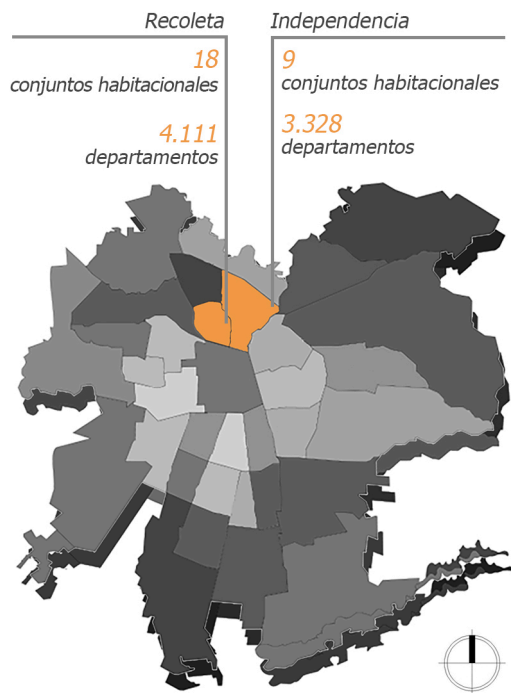 Recoleta
18
conjuntos habitacionales
4.111
departamentos
Independencia
9
conjuntos habitacionales
3.328
departamentos